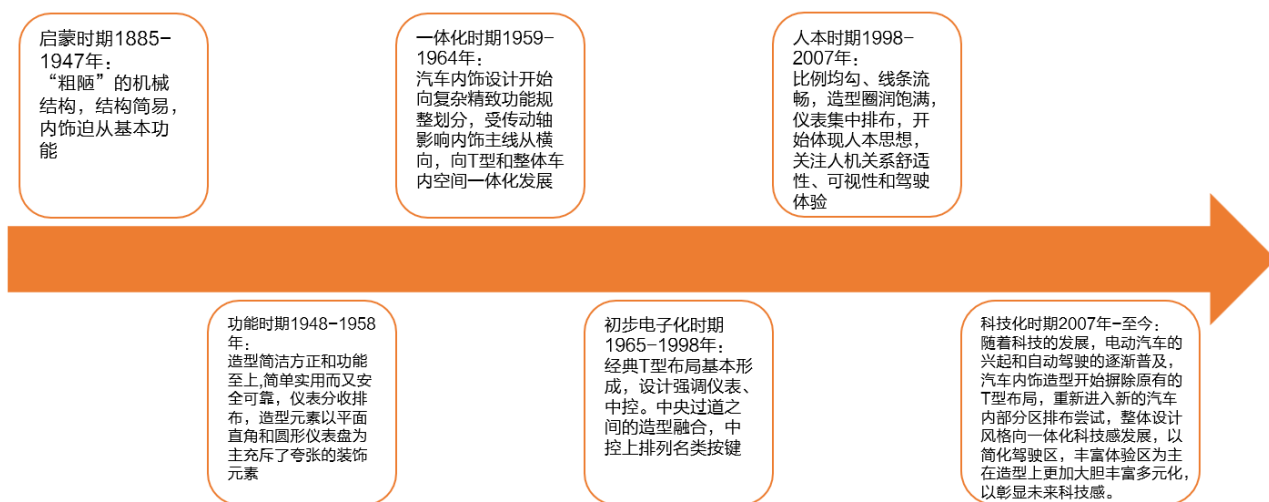 启蒙时期1885-
1947年：
“粗陋”的机械
结构，结构简易，
内饰迫从基本功
能
功能时期1948-1958
年：
造型简洁方正和功能
至上,简单实用而又安
全可靠，仪表分收排
布，造型元素以平面
直角和圆形仪表盘为
主充斥了夸张的装饰
元素
一体化时期1959-
1964年：
汽车内饰设计开始
向复杂精致功能规
整划分，受传动轴
影响内饰主线从横
向，向T型和整体车
内空间一体化发展
初步电子化时期
1965-1998年：
经典T型布局基本形
成，设计强调仪表、
中控。中央过道之
间的造型融合，中
控上排列名类按键
人本时期1998-
2007年：
比例均勾、线条流
畅，造型圈润饱满，
仪表集中排布，开
始体现人本思想，
关注人机关系舒适
性、可视性和驾驶
体验
科技化时期2007年-至今：
随着科技的发展，电动汽车的
兴起和自动驾驶的逐渐普及，
汽车内饰造型开始摒除原有的
T型布局，重新进入新的汽车
内部分区排布尝试，整体设计
风格向一体化科技感发展，以
简化驾驶区，丰富体验区为主
在造型上更加大胆丰富多元化，
以彰显未来科技感。